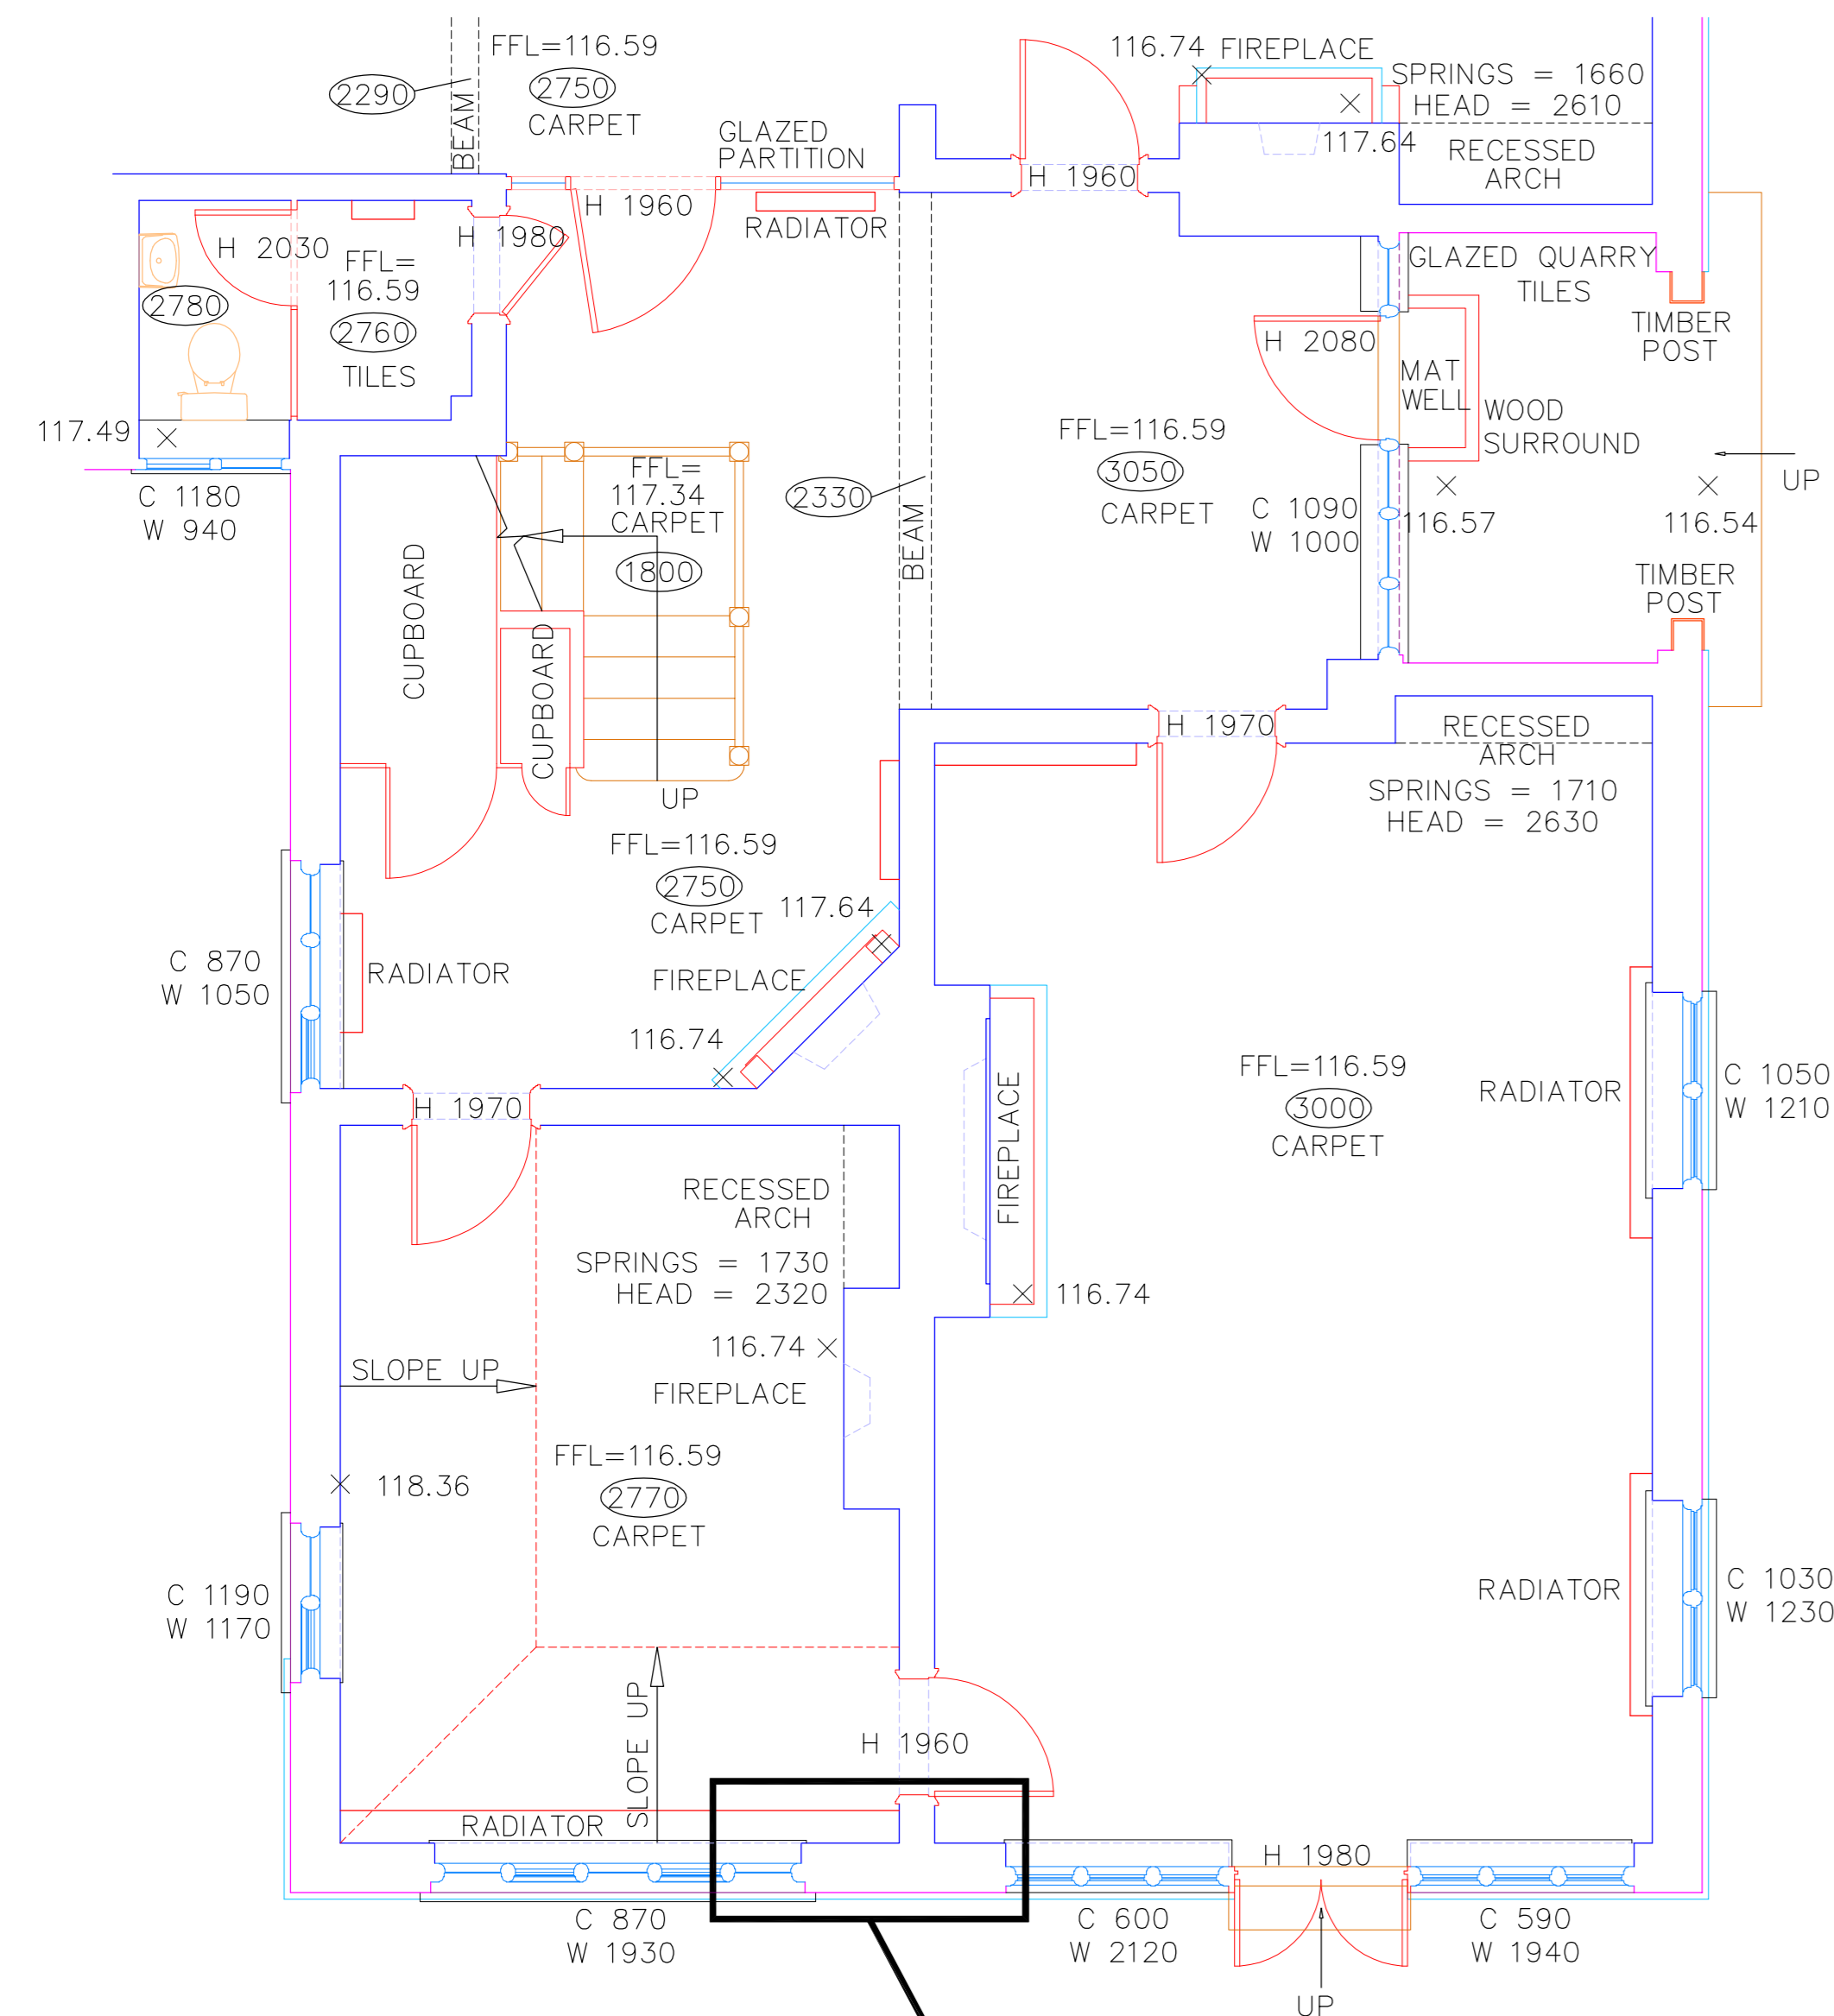 FFL=116.59
2750
CARPET
2290
BEAM
GLAZED
PARTITION
116.74 FIREPLACE
117.64
SPRINGS = 1660
HEAD = 2610
RECESSED
ARCH
H 1960
H 1960
RADIATOR
H 2030
H 1980
FFL=
116.59
2760
TILES
2780
117.49
C 1180
W 940
GLAZED QUARRY
TILES
TIMBER
POST
H 2080
MAT
WELL
WOOD
SURROUND
UP
116.57
116.54
TIMBER
POST
FFL=116.59
3050
CARPET
C 1090
W 1000
2330
BEAM
FFL=
117.34
CARPET
1800
CUPBOARD
CUPBOARD
UP
H 1970
RECESSED
ARCH
SPRINGS = 1710
HEAD = 2630
FFL=116.59
2750
CARPET
117.64
FIREPLACE
116.74
C 870
W 1050
RADIATOR
H 1970
FIREPLACE
116.74
FFL=116.59
3000
CARPET
RADIATOR
C 1050
W 1210
RECESSED
ARCH
SPRINGS = 1730
HEAD = 2320
116.74
FIREPLACE
SLOPE UP
FFL=116.59
2770
CARPET
118.36
C 1190
W 1170
RADIATOR
C 1030
W 1230
SLOPE UP
H 1960
RADIATOR
H 1980
C 870
W 1930
C 600
W 2120
C 590
W 1940
UP